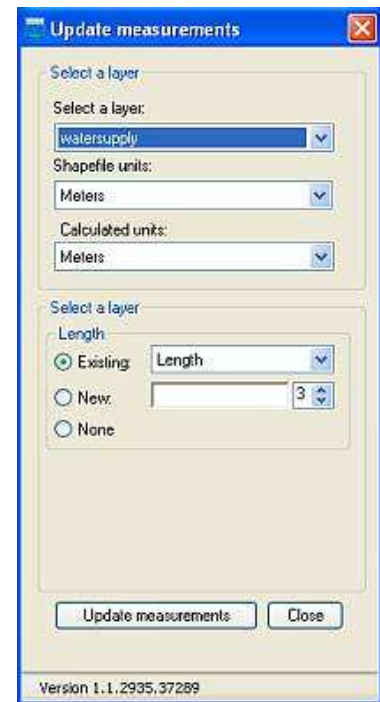 Update measurements
Select a layer
Select a layer:
watersupply
Shapefile units:
Meters
Calculated units:
Meters
Select a layer
Length
Existing: Length
New: 3
None
Update measurements Close
Version 1.1.2935.37289